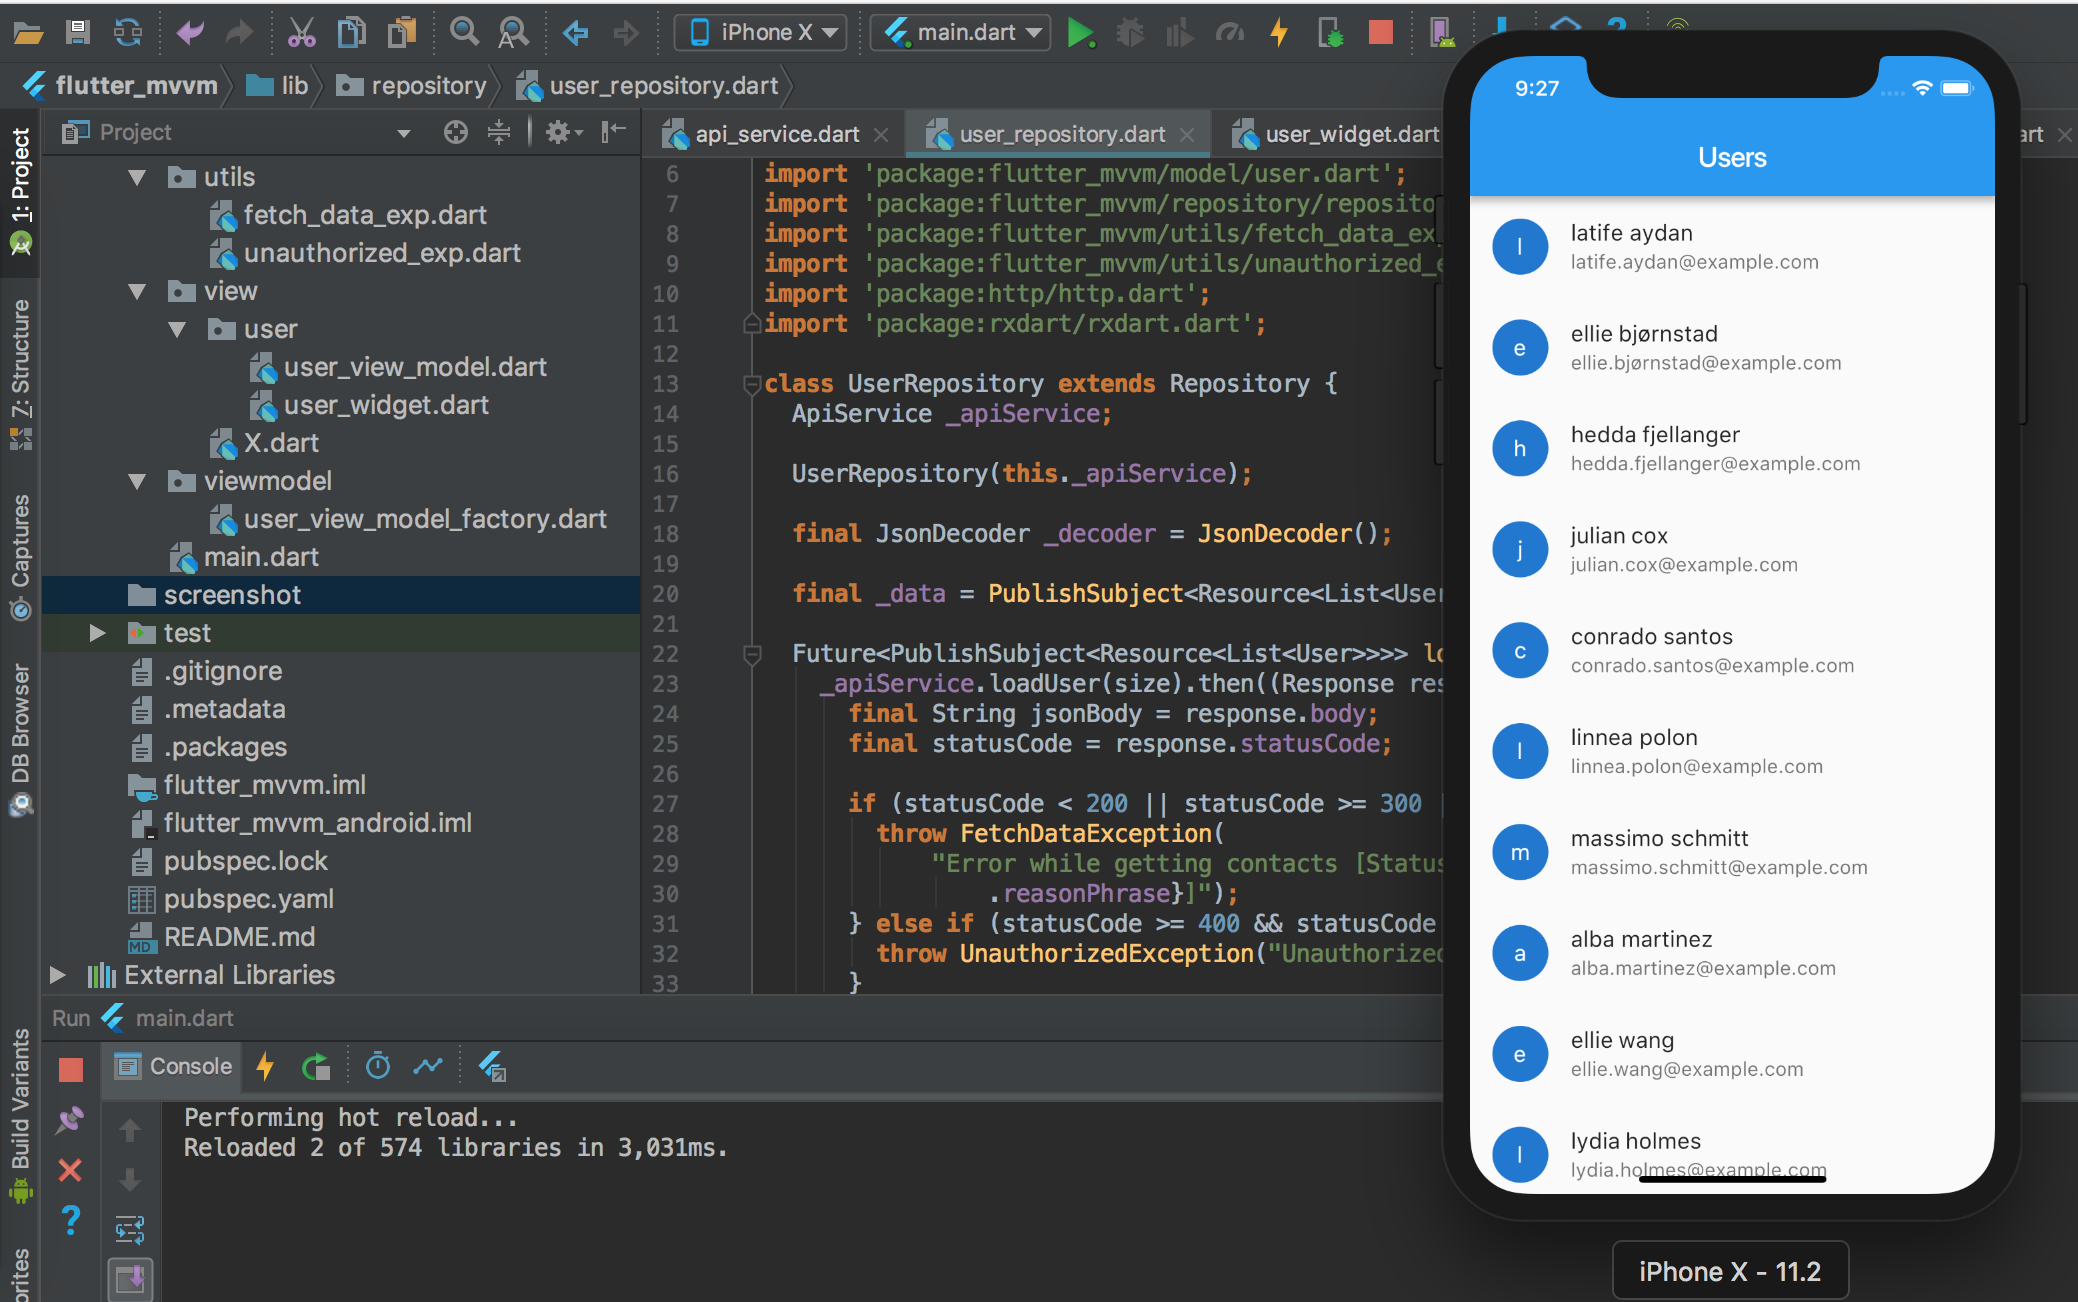 iPhone X
main.dart
flutter_mvvm
lib
repository
user_repository.dart
1: Project
7: Structure
Captures
DB Browser
Build Variants
Project
utils
fetch_data_exp.dart
unauthorized_exp.dart
view
user
user_view_model.dart
user_widget.dart
X.dart
viewmodel
user_view_model_factory.dart
main.dart
screenshot
test
.gitignore
.metadata
.packages
flutter_mvvm.iml
flutter_mvvm_android.iml
pubspec.lock
pubspec.yaml
MD README.md
External Libraries
api_service.dart
user_repository.dart
user_widget.dart
6 import 'package:flutter_mvvm/model/user.dart';
7 import 'package:flutter_mvvm/repository/reposito
8 import 'package:flutter_mvvm/utils/fetch_data_ex
9 import 'package:flutter_mvvm/utils/unauthorized_e
10 import 'package:http/http.dart';
11 import 'package:rxdart/rxdart.dart';
12
13 class UserRepository extends Repository {
14 ApiService _apiService;
15
16 UserRepository(this._apiService);
17
18 final JsonDecoder _decoder = JsonDecoder();
19
20 final _data = PublishSubject<Resource<List<User
21
22 Future<PublishSubject<Resource<List<User>>>> lo
23 _apiService.loadUser(size).then((Response res
24 final String jsonBody = response.body;
25 final statusCode = response.statusCode;
26
27 if (statusCode < 200 || statusCode >= 300 |
28 throw FetchDataException(
29 "Error while getting contacts [Status
30 .reasonPhrase}]");
31 } else if (statusCode >= 400 && statusCode
32 throw UnauthorizedException("Unauthorized
33 }
Run main.dart
Console
Performing hot reload...
Reloaded 2 of 574 libraries in 3,031ms.
9:27
Users
l
latife aydan
latife.aydan@example.com
e
ellie bjørnstad
ellie.bjørnstad@example.com
h
hedda fjellanger
hedda.fjellanger@example.com
j
julian cox
julian.cox@example.com
c
conrado santos
conrado.santos@example.com
l
linnea polon
linnea.polon@example.com
m
massimo schmitt
massimo.schmitt@example.com
a
alba martinez
alba.martinez@example.com
e
ellie wang
ellie.wang@example.com
l
lydia holmes
lydia.holmes@example.com
iPhone X - 11.2